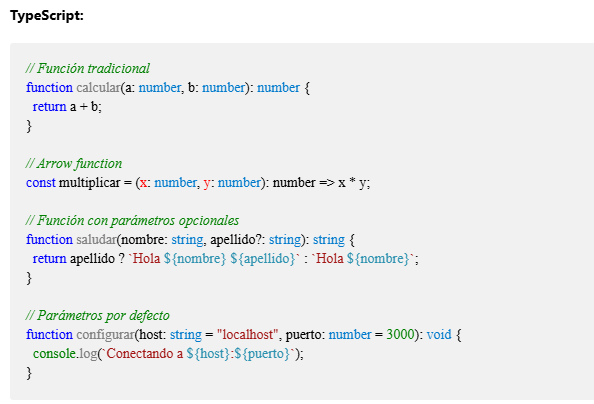 TypeScript:
// Función tradicional
function calcular(a: number, b: number): number {
  return a + b;
}
// Arrow function
const multiplicar = (x: number, y: number): number => x * y;
// Función con parámetros opcionales
function saludar(nombre: string, apellido?: string): string {
  return apellido ? `Hola ${nombre} ${apellido}` : `Hola ${nombre}`;
}
// Parámetros por defecto
function configurar(host: string = "localhost", puerto: number = 3000): void {
  console.log(`Conectando a ${host}:${puerto}`);
}